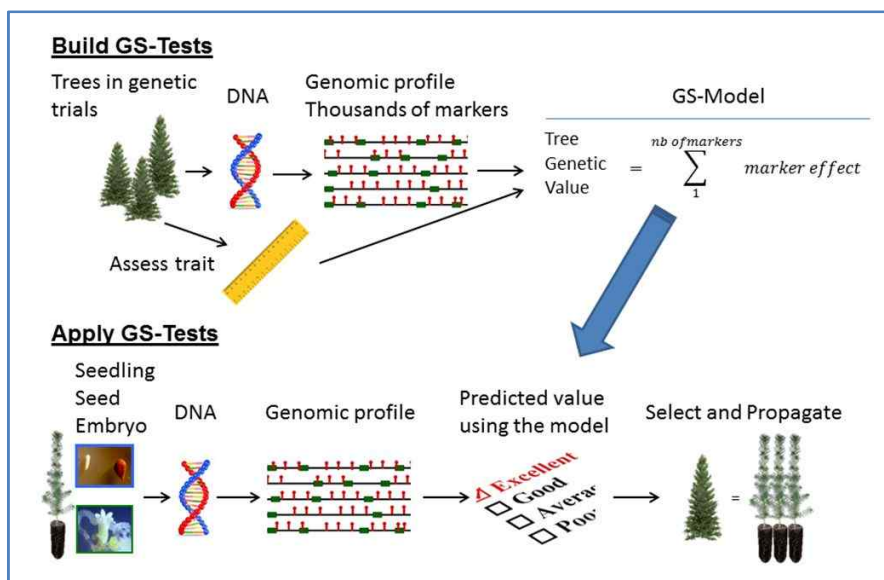 Build GS-Tests
Trees in genetic
trials
DNA
Genomic profile
Thousands of markers
GS-Model
Tree
Genetic
Value
=
nb ofmarkers
∑
1
marker effect
Assess trait
Apply GS-Tests
Seedling
Seed
Embryo
DNA
Genomic profile
Predicted value
using the model
Select and Propagate
Excellent
Good
Averag
Poor
=